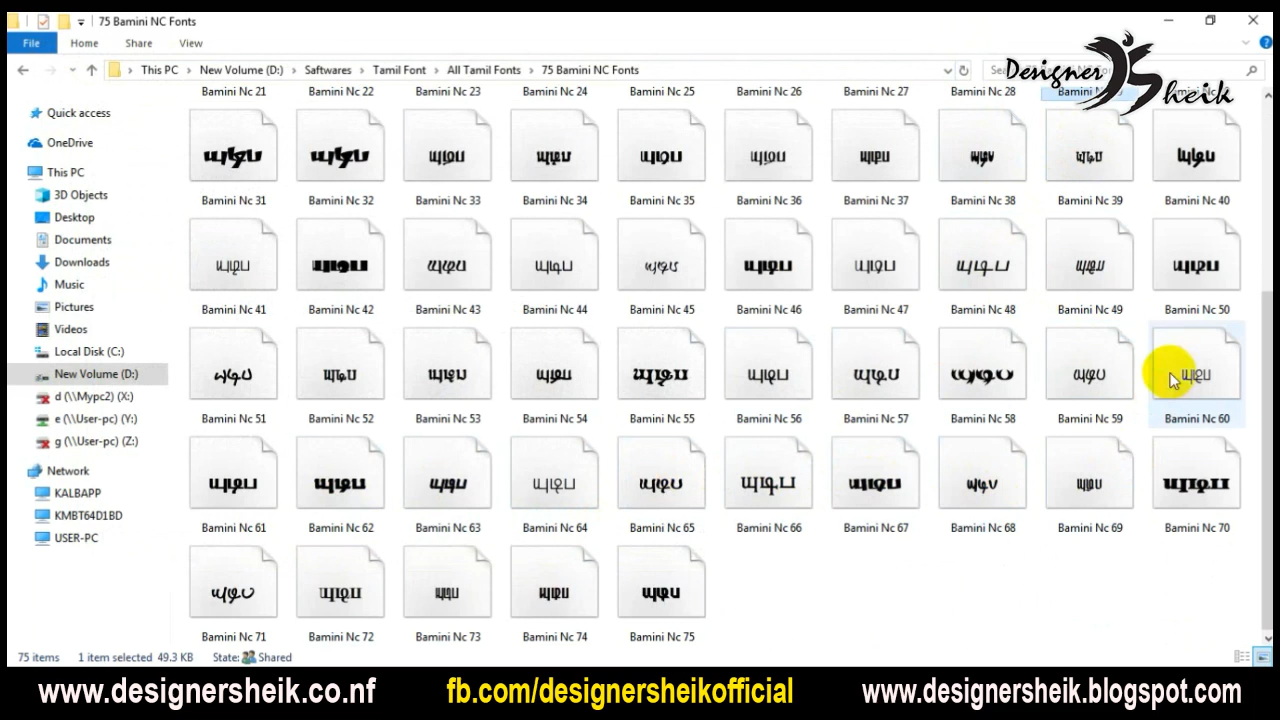 75 Bamini NC Fonts
File Home Share View
This PC > New Volume (D:) > Saftwares > Tamil Font > All Tamil Fonts > 75 Bamini NC Fonts
Designer Sheik
Bamini NC 21 Bamini NC 22 Bamini NC 23 Bamini NC 24 Bamini NC 25 Bamini NC 26 Bamini NC 27 Bamini NC 28
Bamini Nc 31 Bamini Nc 32 Bamini Nc 33 Bamini Nc 34 Bamini Nc 35 Bamini Nc 36 Bamini Nc 37 Bamini Nc 38 Bamini Nc 39 Bamini Nc 40
Bamini Nc 41 Bamini Nc 42 Bamini Nc 43 Bamini Nc 44 Bamini Nc 45 Bamini Nc 46 Bamini Nc 47 Bamini Nc 48 Bamini Nc 49 Bamini Nc 50
Bamini Nc 51 Bamini Nc 52 Bamini Nc 53 Bamini Nc 54 Bamini Nc 55 Bamini Nc 56 Bamini Nc 57 Bamini Nc 58 Bamini Nc 59 Bamini Nc 60
Bamini Nc 61 Bamini Nc 62 Bamini Nc 63 Bamini Nc 64 Bamini Nc 65 Bamini Nc 66 Bamini Nc 67 Bamini Nc 68 Bamini Nc 69 Bamini Nc 70
Bamini Nc 71 Bamini Nc 72 Bamini Nc 73 Bamini Nc 74 Bamini Nc 75
Quick access
OneDrive
This PC
3D Objects
Desktop
Documents
Downloads
Music
Pictures
Videos
Local Disk (C:)
New Volume (D:)
d (\\Mypc2) (X:)
e (\\User-pc) (Y:)
g (\\User-pc) (Z:)
Network
KALBAPP
KMBT64D1BD
USER-PC
75 items 1 item selected 49.3 KB State: Shared
www.designersheik.co.nf fb.com/designersheikofficial www.designersheik.blogspot.com